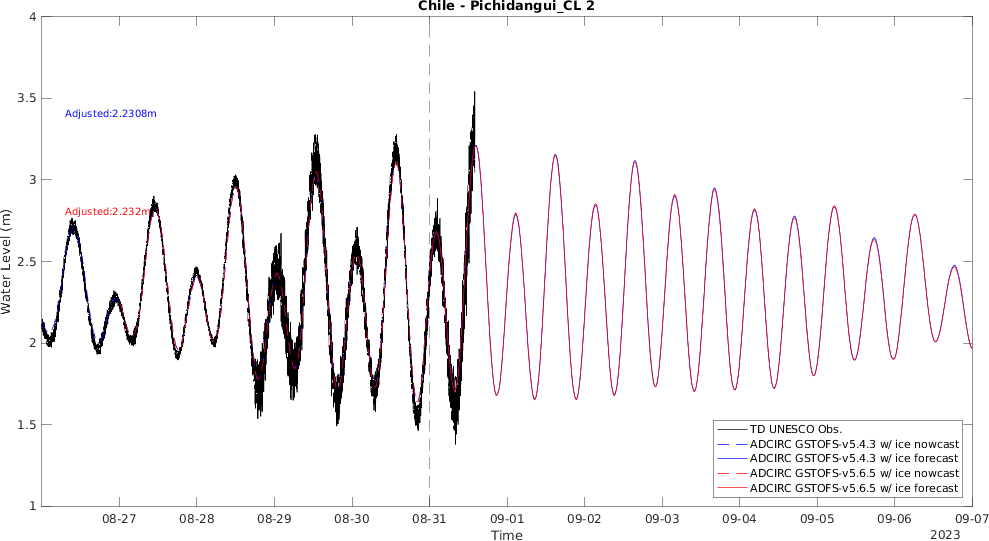 Chile - Pichidangui_CL 2
4
3.5
3
2.5
2
1.5
1
Water Level (m)
Adjusted:2.2308m
Adjusted:2.232m
TD UNESCO Obs.
ADCIRC GSTOFS-v5.4.3 w/ ice nowcast
ADCIRC GSTOFS-v5.4.3 w/ ice forecast
ADCIRC GSTOFS-v5.6.5 w/ ice nowcast
ADCIRC GSTOFS-v5.6.5 w/ ice forecast
08-27 08-28 08-29 08-30 08-31 09-01 09-02 09-03 09-04 09-05 09-06 09-07
Time
2023